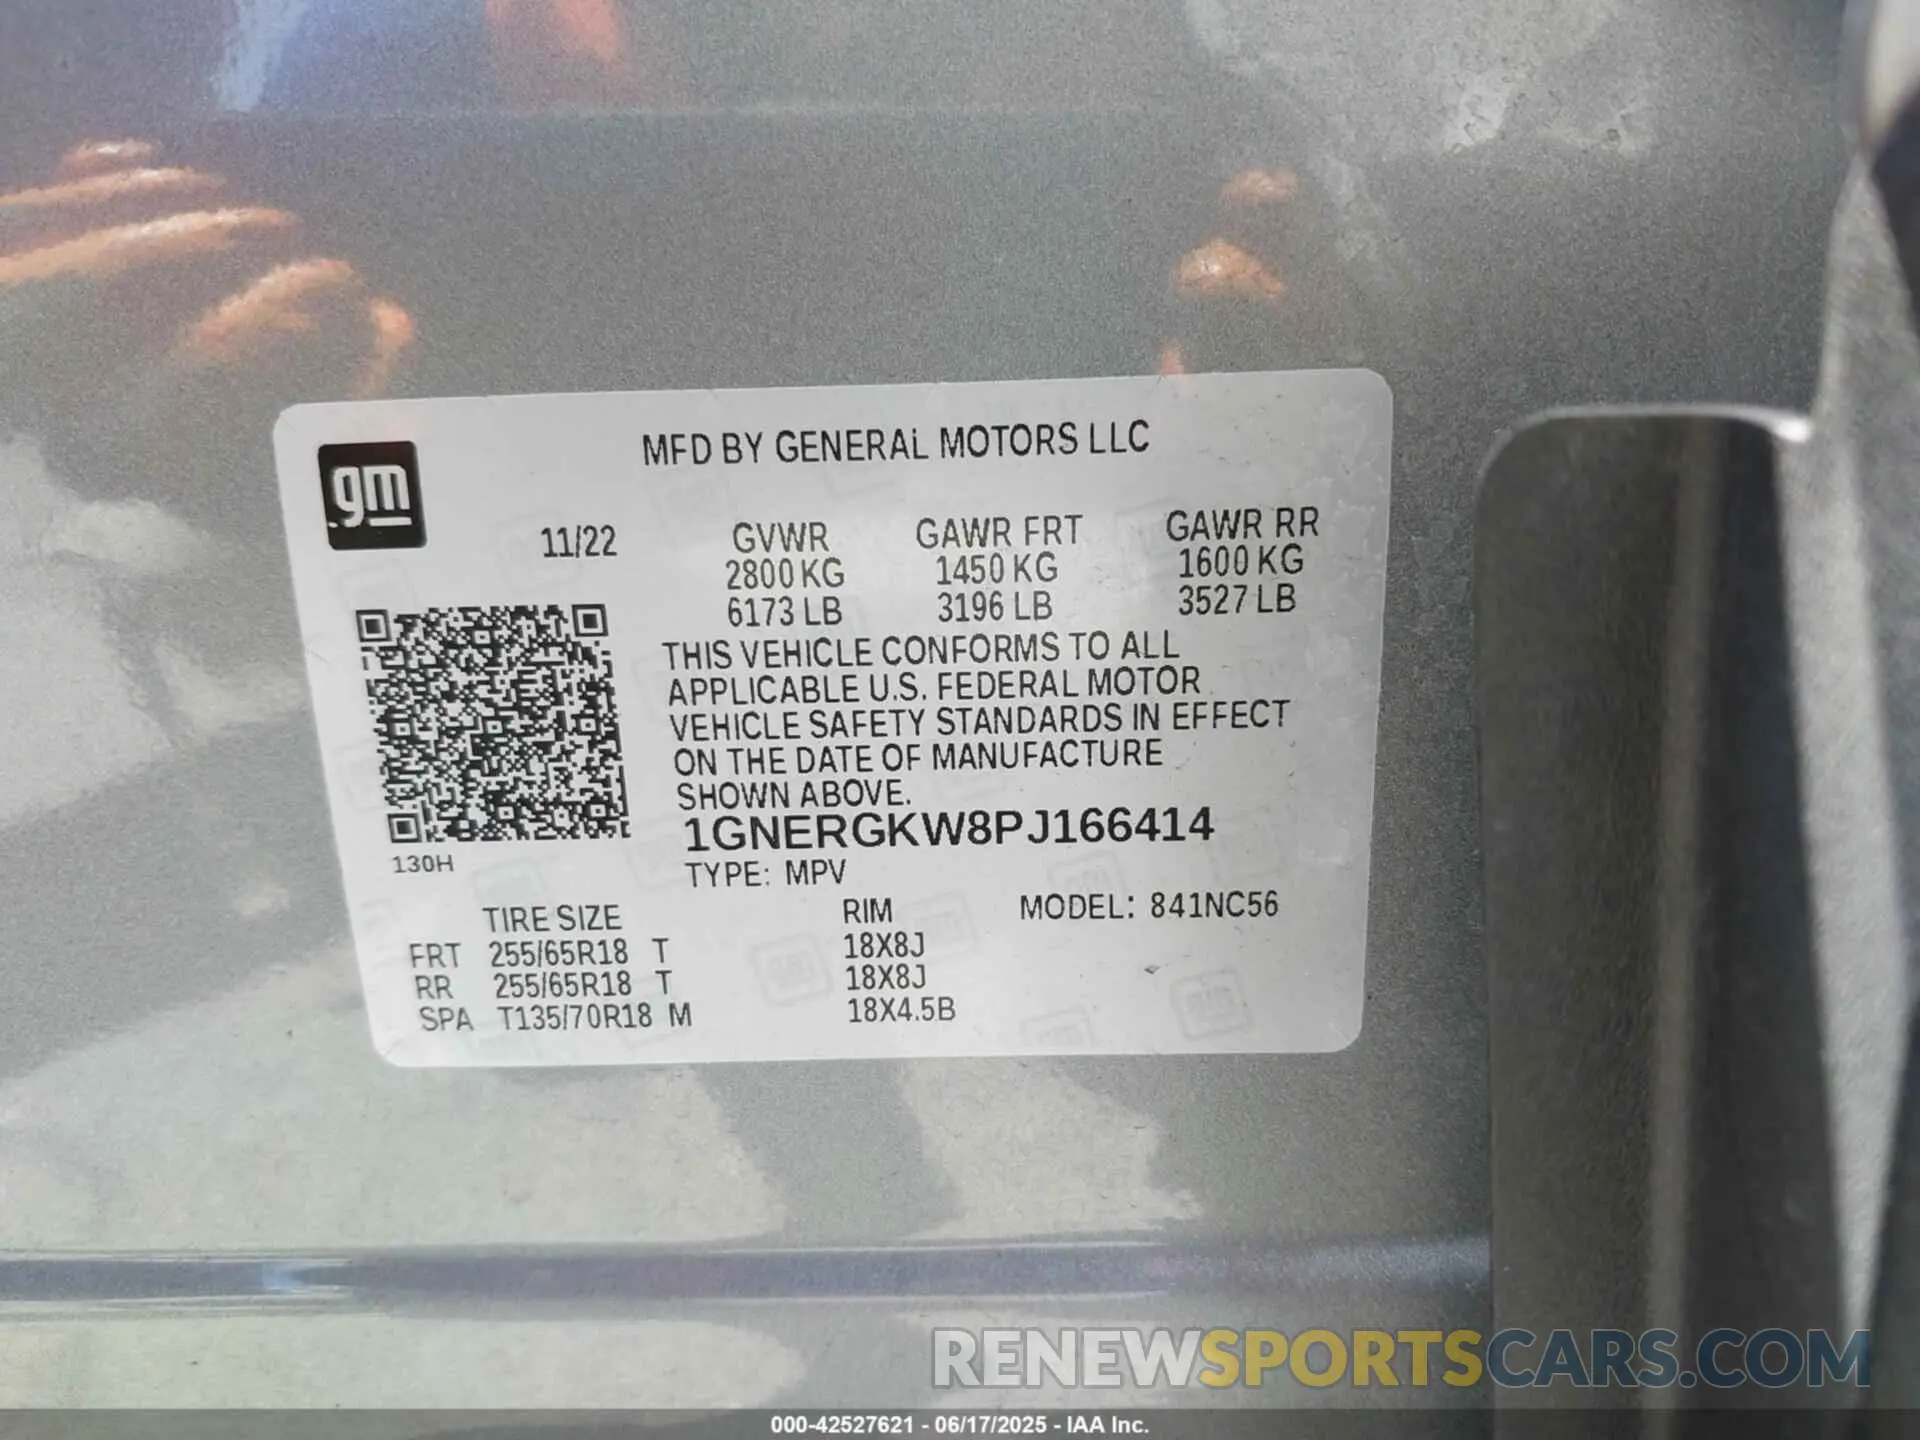 MFD BY GENERAL MOTORS LLC
gm
11/22 GVWR GAWR FRT GAWR RR
2800 KG 1450 KG 1600 KG
6173 LB 3196 LB 3527 LB
THIS VEHICLE CONFORMS TO ALL
APPLICABLE U.S. FEDERAL MOTOR
VEHICLE SAFETY STANDARDS IN EFFECT
ON THE DATE OF MANUFACTURE
SHOWN ABOVE.
1GNERGKW8PJ166414
130H
TYPE: MPV
TIRE SIZE RIM MODEL: 841NC56
FRT 255/65R18 T 18X8J
RR 255/65R18 T 18X8J
SPA T135/70R18 M 18X4.5B
RENEWSPORTSCARS.COM
000-42527621 - 06/17/2025 - IAA Inc.